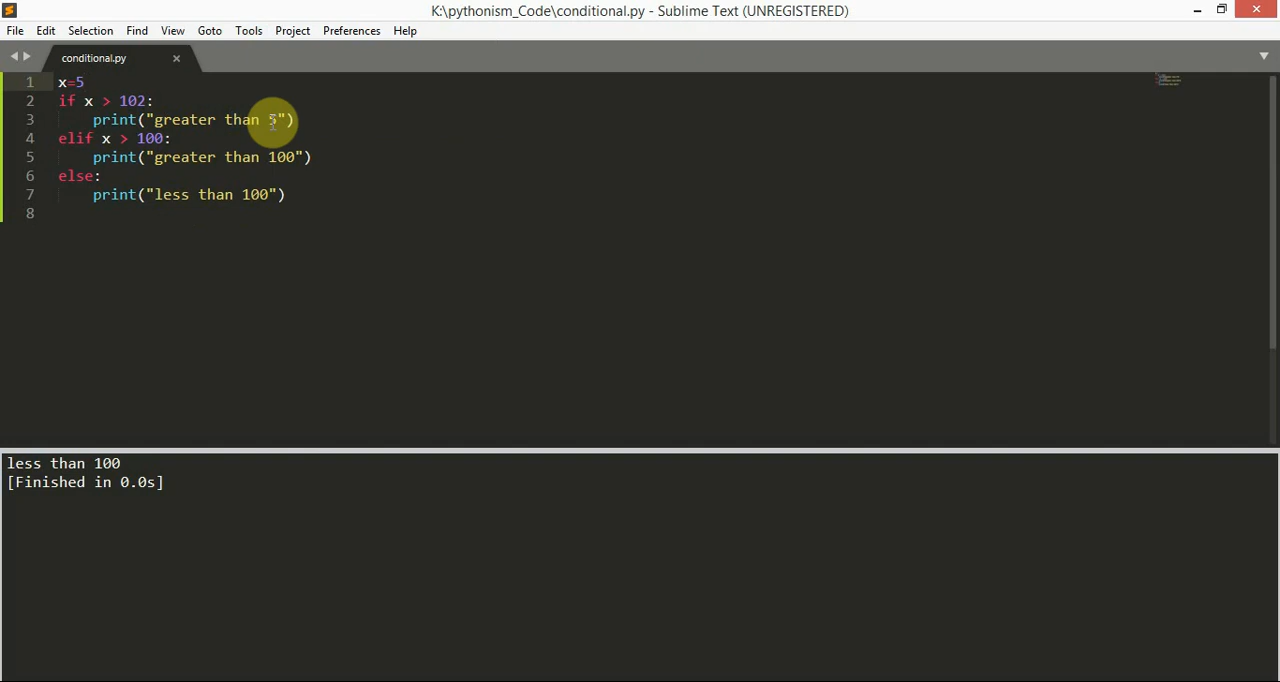 K:\pythonism_Code\conditional.py - Sublime Text (UNREGISTERED)
File Edit Selection Find View Goto Tools Project Preferences Help
conditional.py
1 x=5
2 if x > 102:
3     print("greater than 5")
4 elif x > 100:
5     print("greater than 100")
6 else:
7     print("less than 100")
8
less than 100
[Finished in 0.0s]